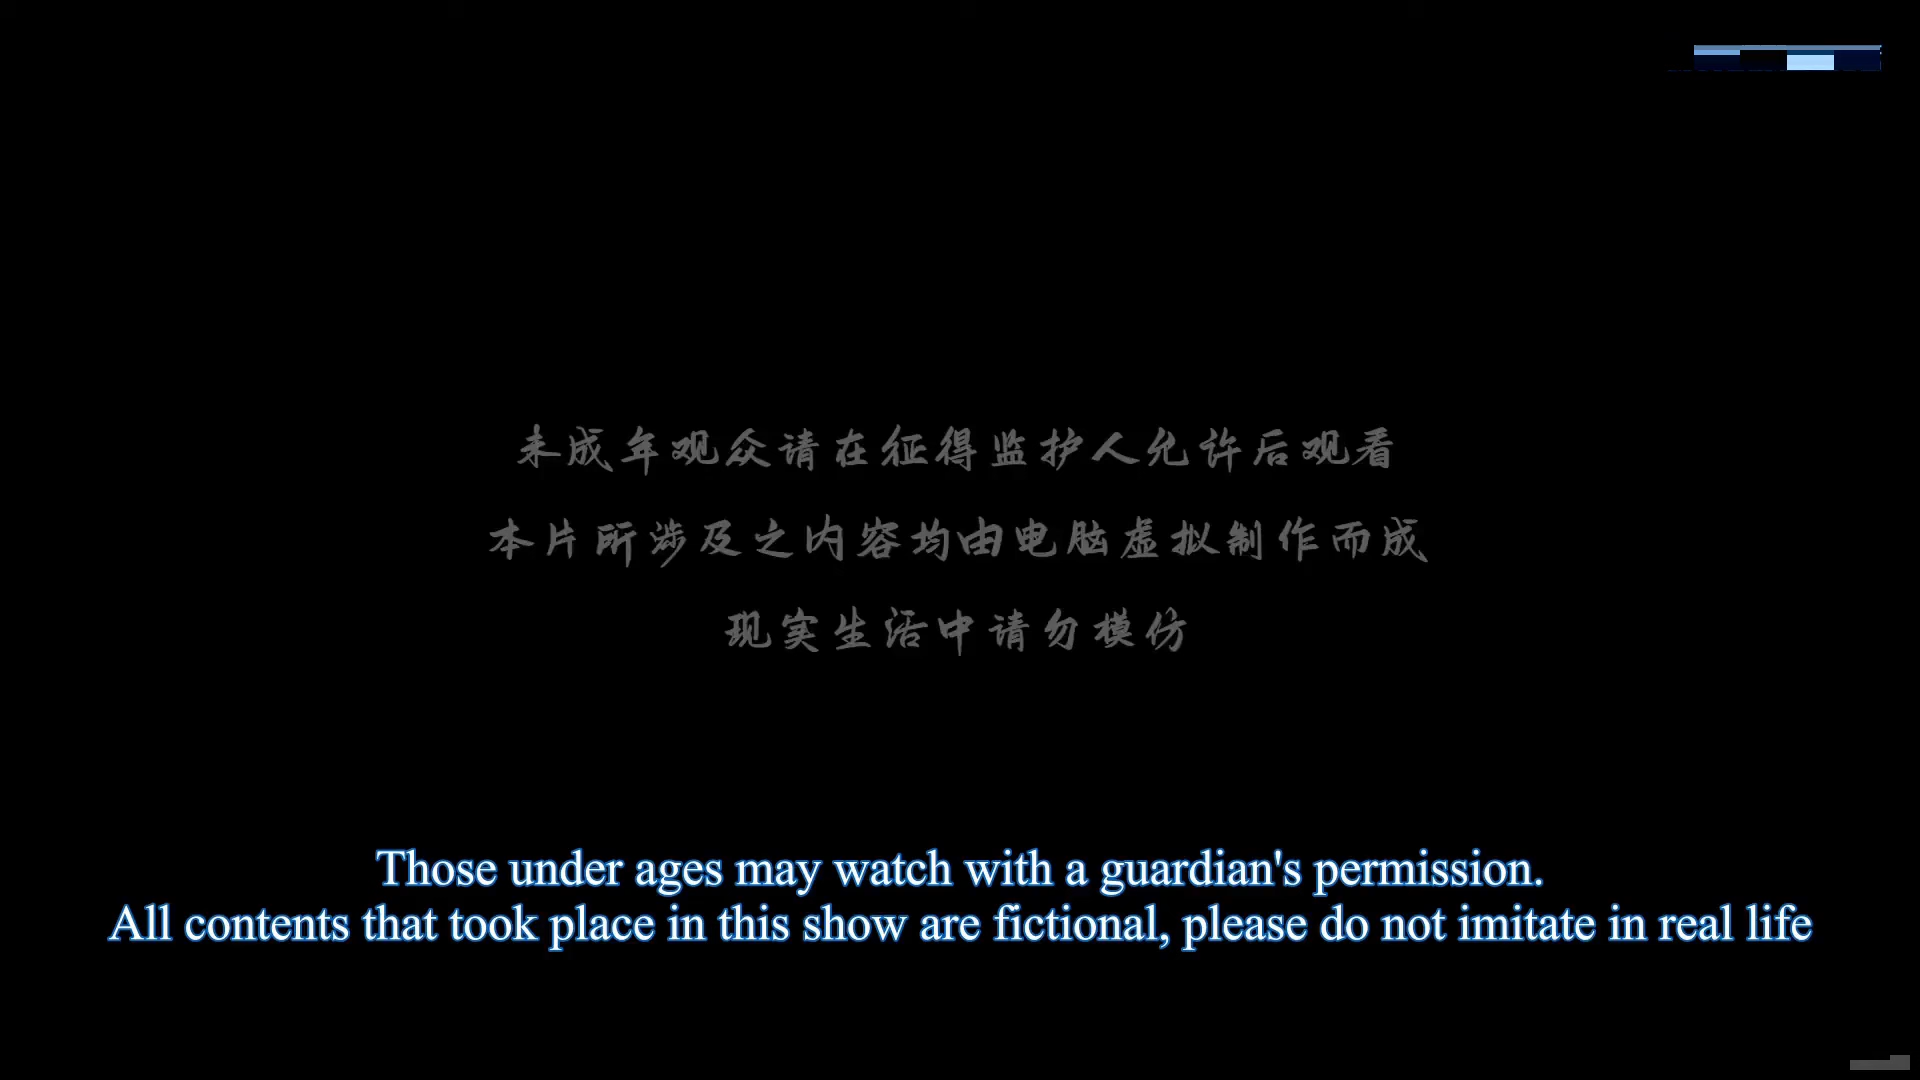 未成年观众请在征得监护人允许后观看
本片所涉及之内容均由电脑虚拟制作而成
现实生活中请勿模仿
Those under ages may watch with a guardian's permission.
All contents that took place in this show are fictional, please do not imitate in real life